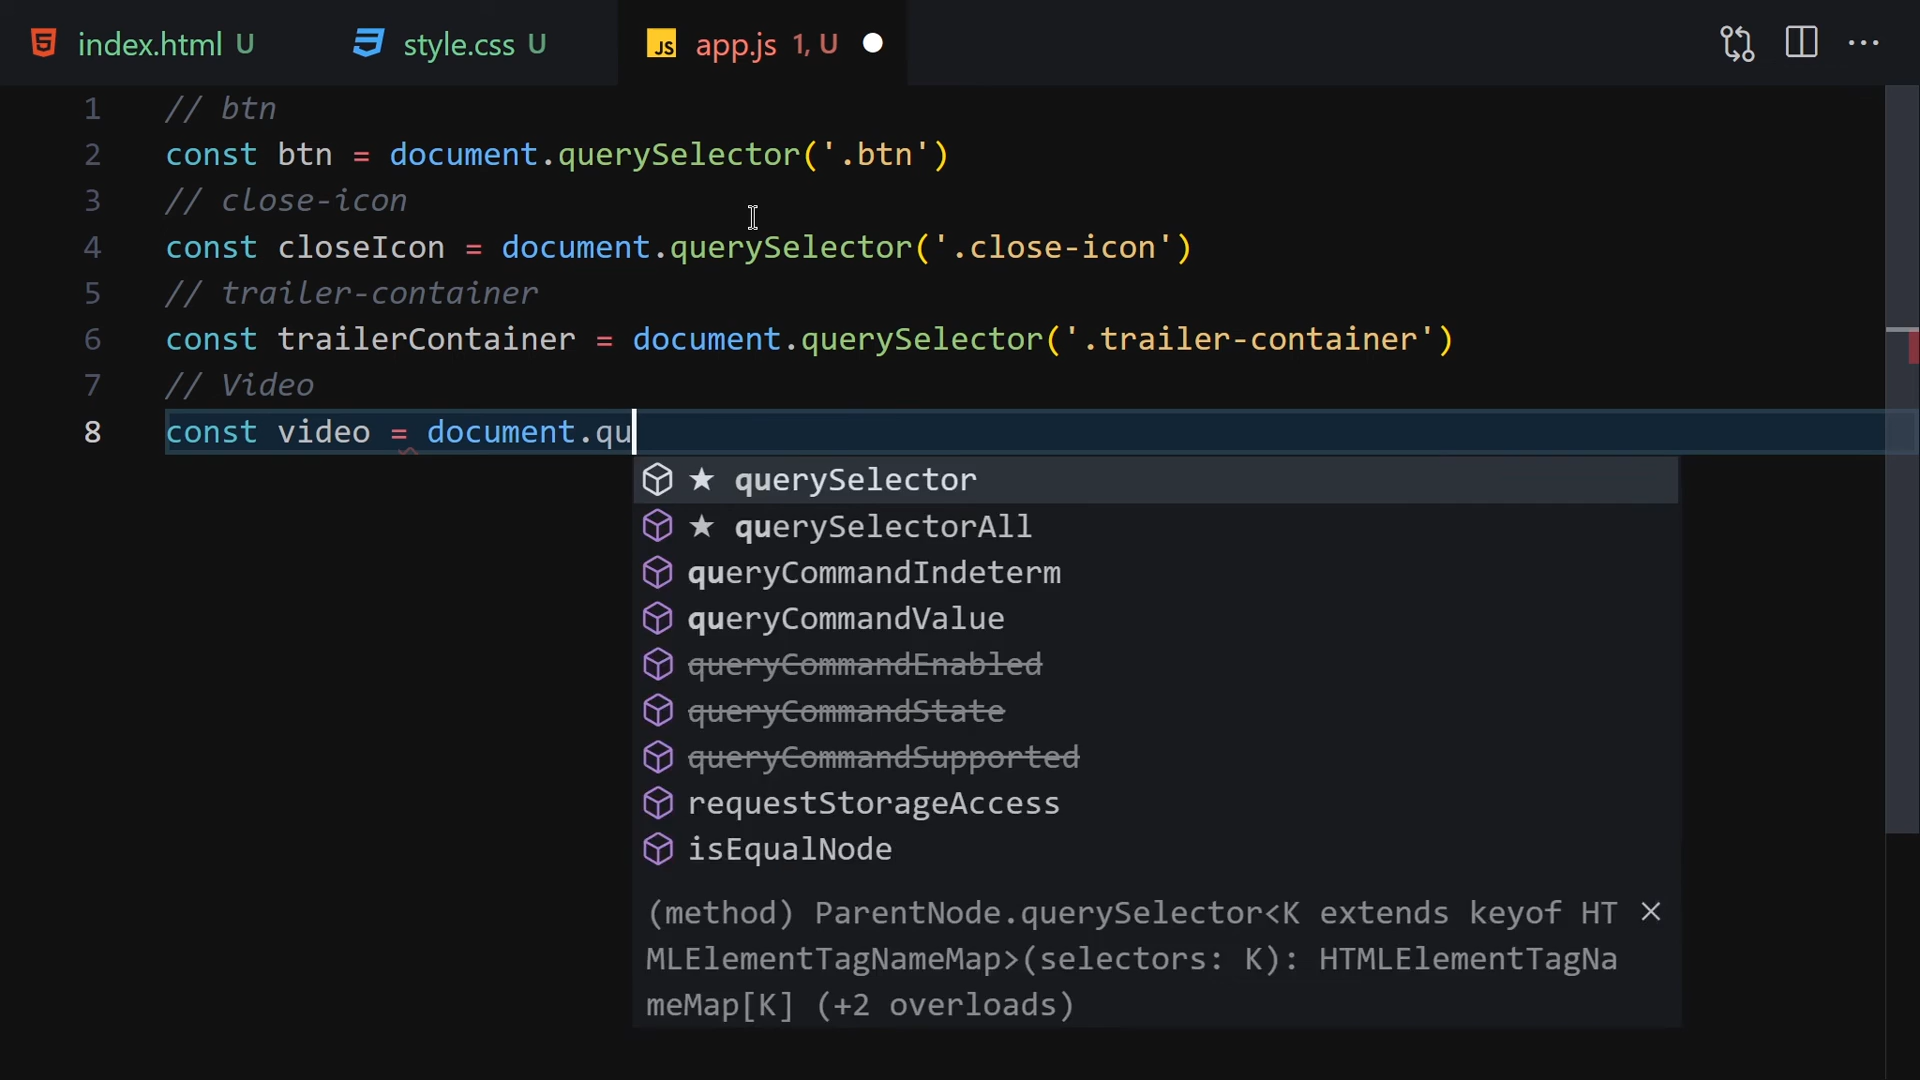 index.html U
style.css U
JS app.js 1, U
1 // btn
2 const btn = document.querySelector('.btn')
3 // close-icon
4 const closeIcon = document.querySelector('.close-icon')
5 // trailer-container
6 const trailerContainer = document.querySelector('.trailer-container')
7 // Video
8 const video = document.qu
★ querySelector
★ querySelectorAll
queryCommandIndeterm
queryCommandValue
queryCommandEnabled
queryCommandState
queryCommandSupported
requestStorageAccess
isEqualNode
(method) ParentNode.querySelector<K extends keyof HT
MLElementTagNameMap>(selectors: K): HTMLElementTagNa
meMap[K] (+2 overloads)